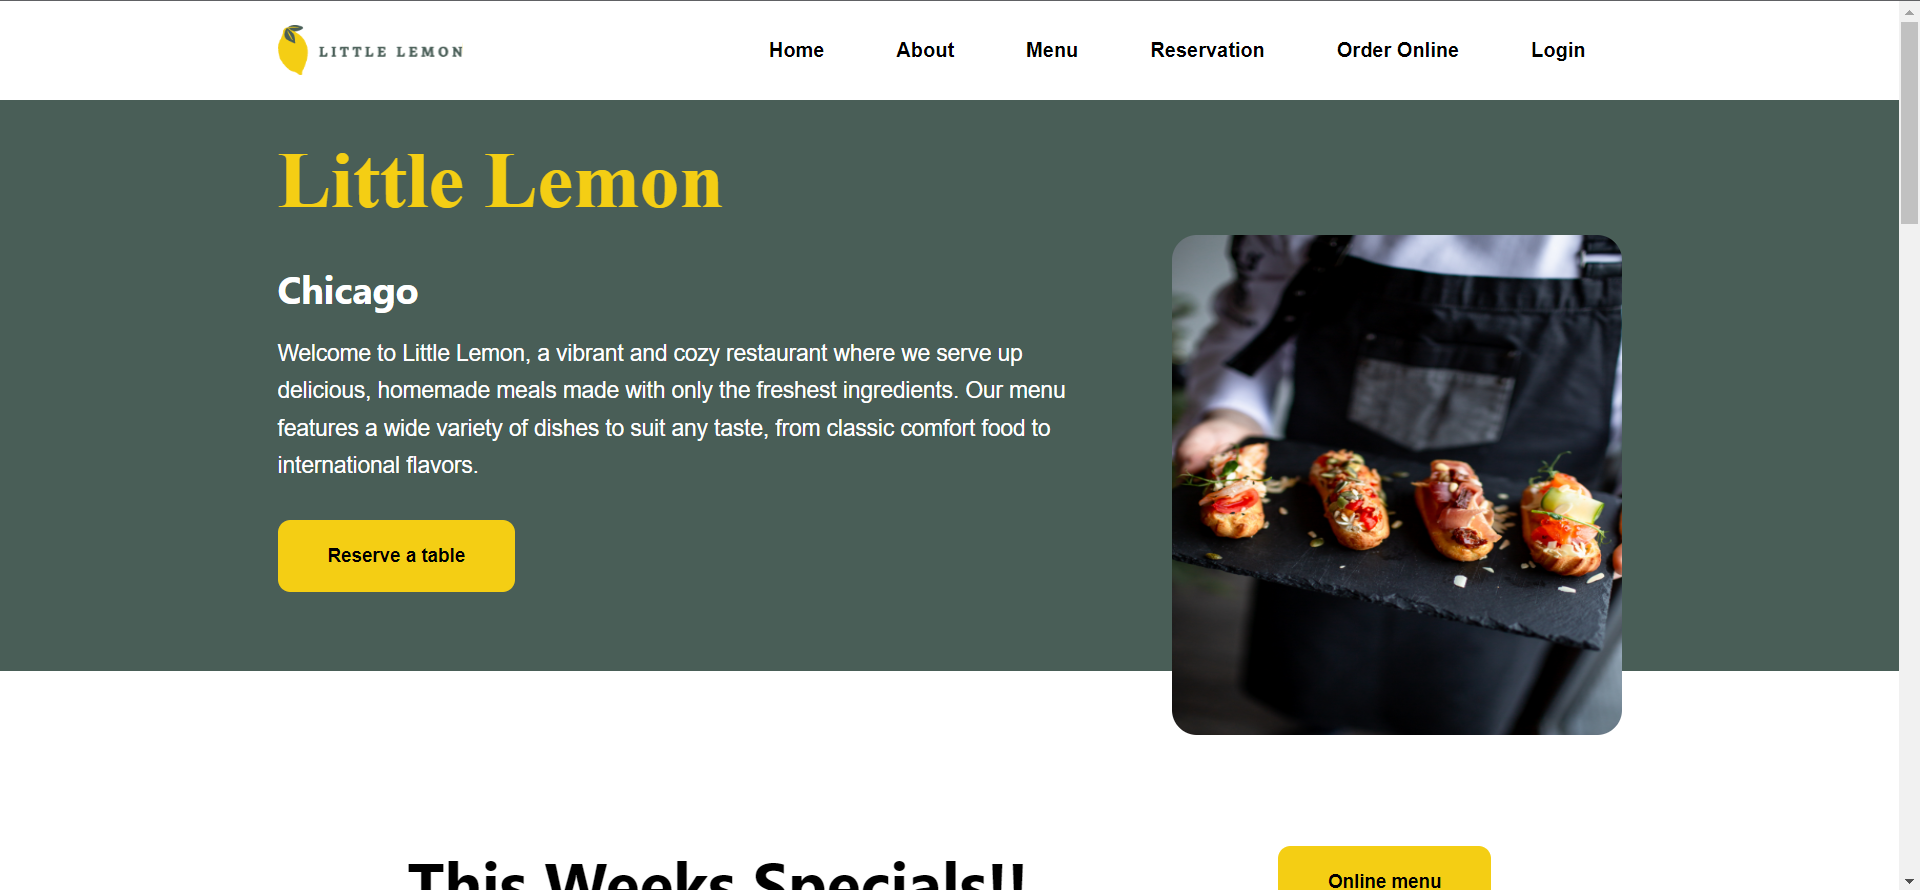 LITTLE LEMON
Home About Menu Reservation Order Online Login
Little Lemon
Chicago
Welcome to Little Lemon, a vibrant and cozy restaurant where we serve up
delicious, homemade meals made with only the freshest ingredients. Our menu
features a wide variety of dishes to suit any taste, from classic comfort food to
international flavors.
Reserve a table
This Weeks Specials!!
Online menu